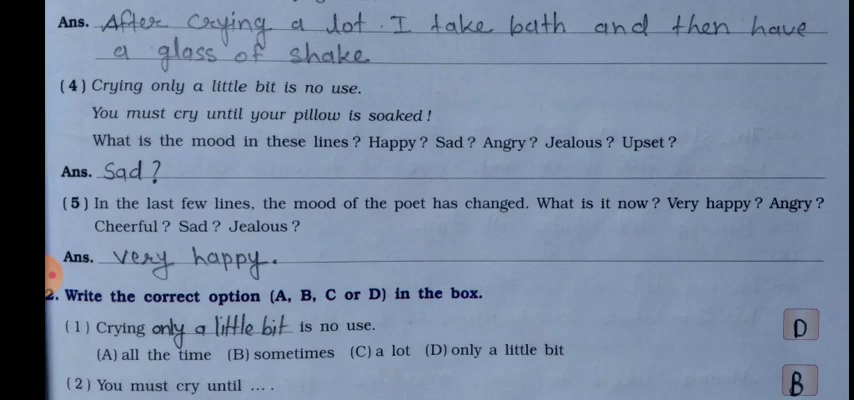 Ans. After crying a lot. I take bath and then have
a glass of shake
(4) Crying only a little bit is no use.
You must cry until your pillow is soaked!
What is the mood in these lines? Happy? Sad? Angry? Jealous? Upset?
Ans. Sad?
(5) In the last few lines, the mood of the poet has changed. What is it now? Very happy? Angry?
Cheerful? Sad? Jealous?
Ans. very happy.
2. Write the correct option (A, B, C or D) in the box.
(1) Crying only a little bit is no use. D
(A) all the time (B) sometimes (C) a lot (D) only a little bit
(2) You must cry until .... B